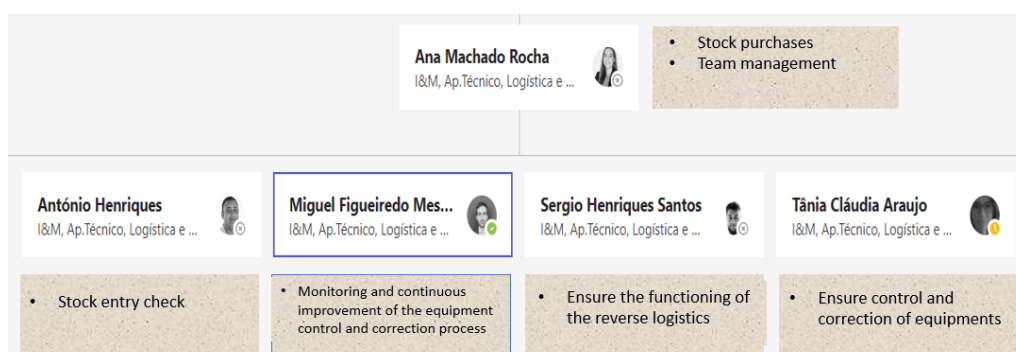 Ana Machado Rocha
I&M, Ap.Técnico, Logística e ...
• Stock purchases
• Team management
António Henriques
I&M, Ap.Técnico, Logística e ...
Miguel Figueiredo Mes...
I&M, Ap.Técnico, Logística e ...
Sergio Henriques Santos
I&M, Ap.Técnico, Logística e ...
Tânia Cláudia Araujo
I&M, Ap.Técnico, Logística e ...
• Stock entry check
• Monitoring and continuous
improvement of the equipment
control and correction process
• Ensure the functioning of
the reverse logistics
• Ensure control and
correction of equipments